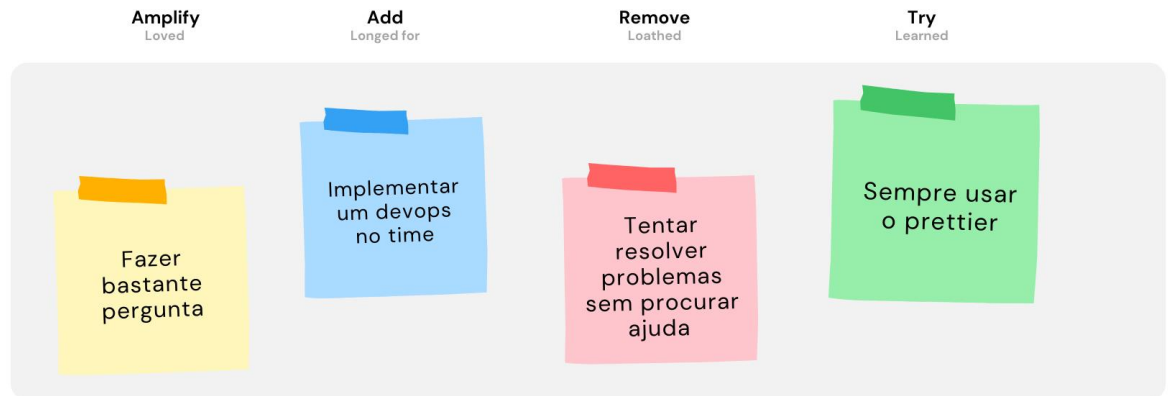 Amplify
Loved
Add
Longed for
Remove
Loathed
Try
Learned
Fazer
bastante
pergunta
Implementar
um devops
no time
Tentar
resolver
problemas
sem procurar
ajuda
Sempre usar
o prettier